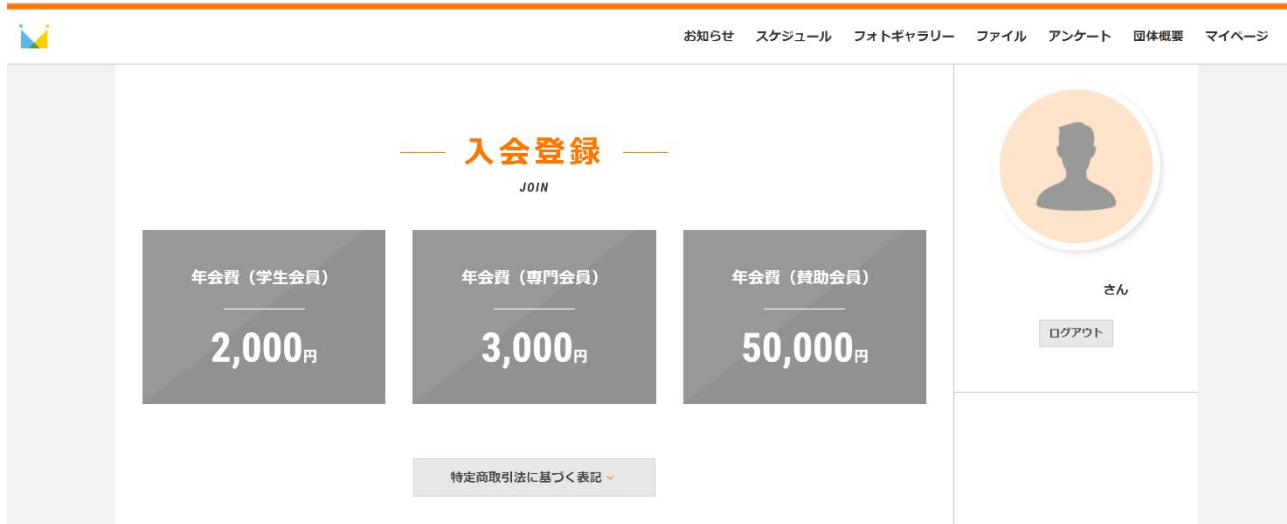 お知らせ スケジュール フォトギャラリー ファイル アンケート 団体概要 マイページ
入会登録
JOIN
年会費（学生会員）
2,000円
年会費（専門会員）
3,000円
年会費（賛助会員）
50,000円
特定商取引法に基づく表記
さん
ログアウト